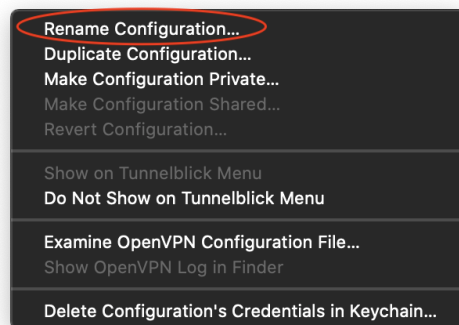 Rename Configuration...
Duplicate Configuration...
Make Configuration Private...
Make Configuration Shared...
Revert Configuration...
Show on Tunnelblick Menu
Do Not Show on Tunnelblick Menu
Examine OpenVPN Configuration File...
Show OpenVPN Log in Finder
Delete Configuration's Credentials in Keychain...